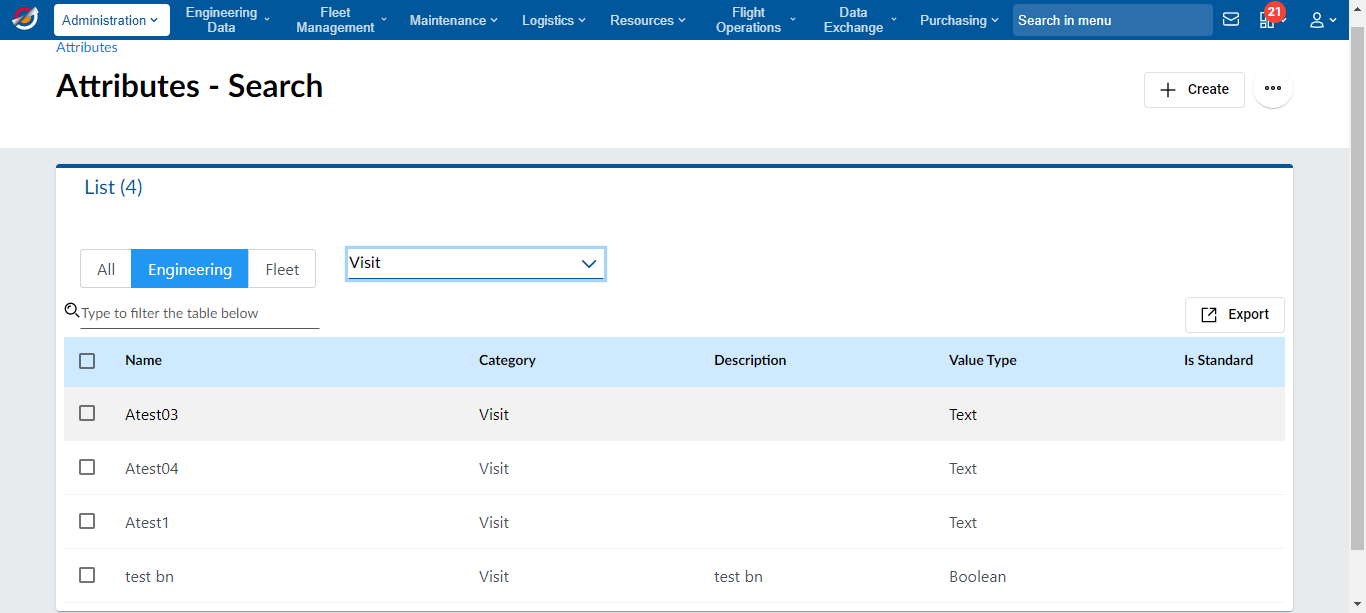 Administration
Engineering Data
Fleet Management
Maintenance
Logistics
Resources
Flight Operations
Data Exchange
Purchasing
Search in menu
21
Attributes
Attributes - Search
Create
List (4)
All
Engineering
Fleet
Visit
Type to filter the table below
Export
Name Category Description Value Type Is Standard
Atest03 Visit Text
Atest04 Visit Text
Atest1 Visit Text
test bn Visit test bn Boolean